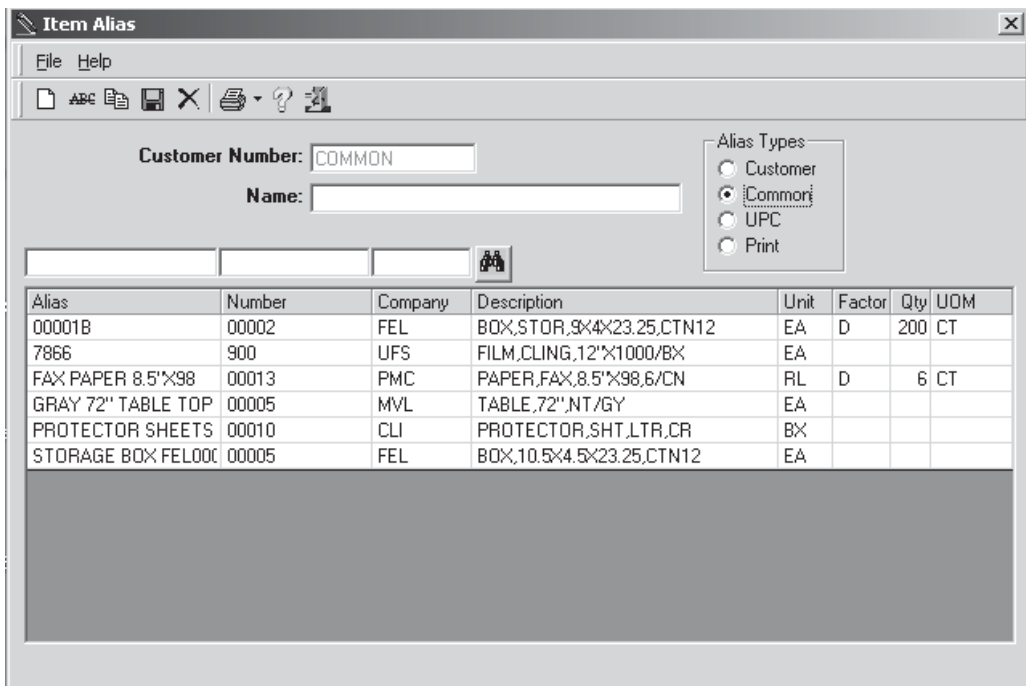 Item Alias
File Help
ABC
Customer Number: COMMON
Name:
Alias Types
Customer
Common
UPC
Print
Alias Number Company Description Unit Factor Qty UOM
00001B 00002 FEL BOX,STOR,9X4X23.25,CTN12 EA D 200 CT
7866 900 UFS FILM,CLING,12"X1000/BX EA
FAX PAPER 8.5"X98 00013 PMC PAPER,FAX,8.5"X98,6/CN RL D 6 CT
GRAY 72" TABLE TOP 00005 MVL TABLE,72",NT/GY EA
PROTECTOR SHEETS 00010 CLI PROTECTOR,SHT,LTR,CR BX
STORAGE BOX FEL000 00005 FEL BOX,10.5X4.5X23.25,CTN12 EA